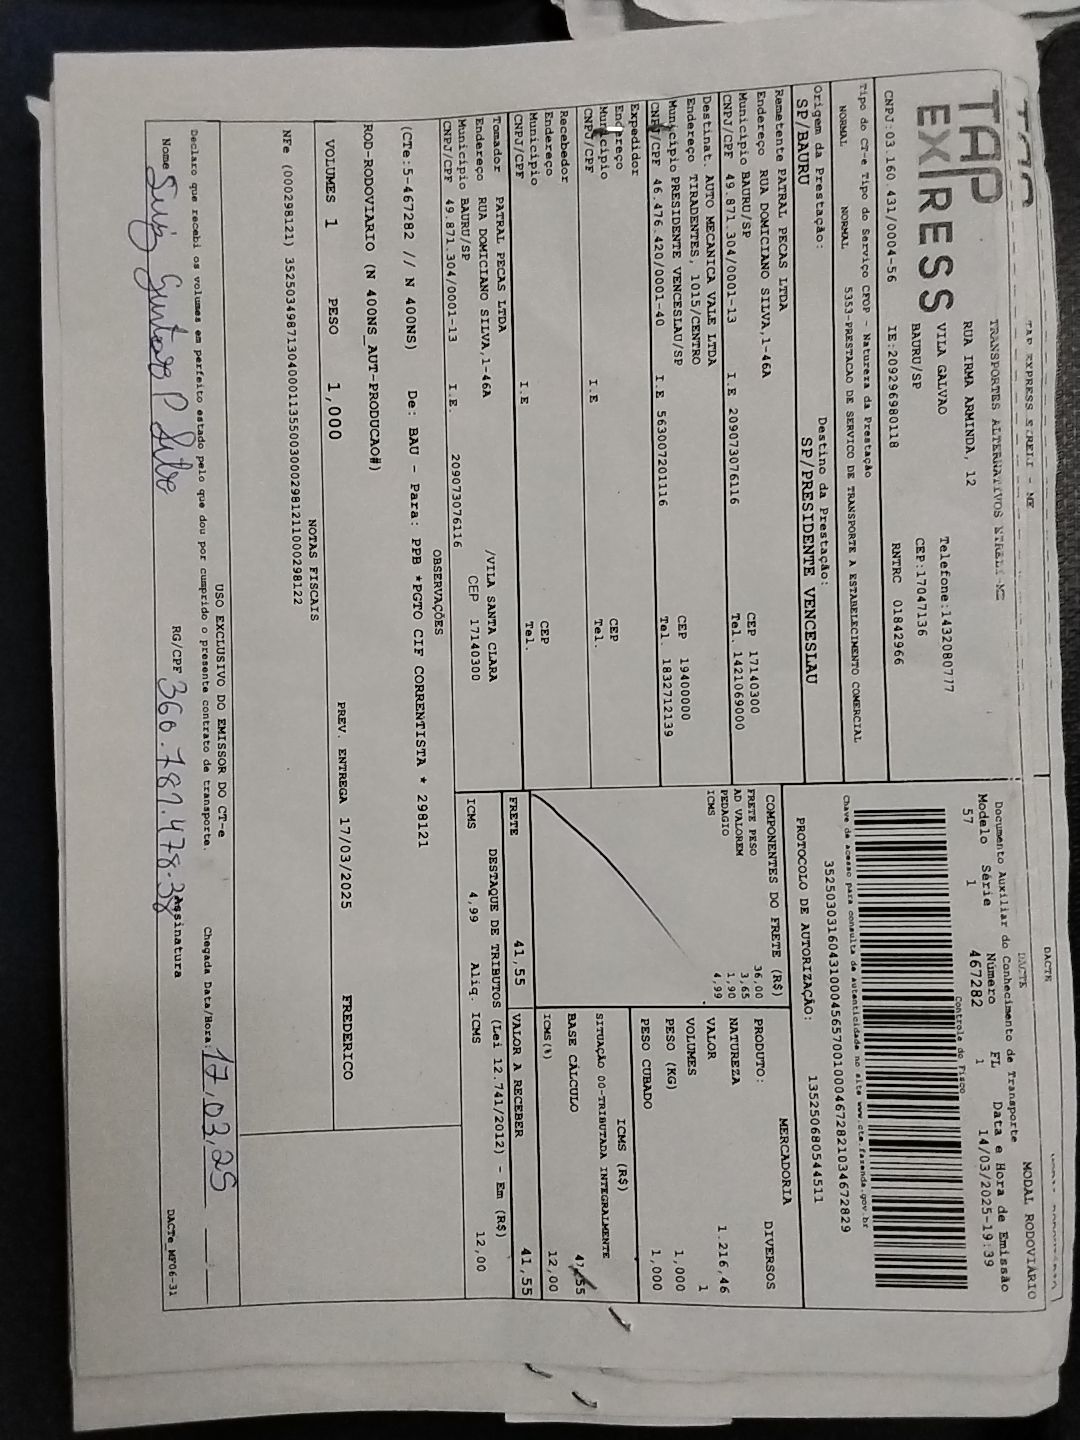 TAP EXPRESS EIRELI - ME
DACTE
TAP
EXPRESS
TRANSPORTES ALTERNATIVOS EIRELI-ME
RUA IRMA ARMINDA, 12
VILA GALVAO
BAURU/SP
Telefone:1432080777
CEP:17047136
CNPJ:03.160.431/0004-56 IE:209296980118 RNTRC 01842966
DACTE MODAL RODOVIÁRIO
Documento Auxiliar do Conhecimento de Transporte
Modelo Série Número FL Data e Hora de Emissão
57 1 467282 1 14/03/2025-19:39
Controle do Fisco
Chave de acesso para consulta de autenticidade no site www.cte.fazenda.gov.br
35250303160431000456570010004672821034672829
PROTOCOLO DE AUTORIZAÇÃO: 135250680544511
Tipo do CT-e Tipo do Serviço CFOP - Natureza da Prestação
NORMAL NORMAL 5353-PRESTACAO DE SERVICO DE TRANSPORTE A ESTABELECIMENTO COMERCIAL
Origem da Prestação: Destino da Prestação:
SP/BAURU SP/PRESIDENTE VENCESLAU
Remetente PATRAL PECAS LTDA
Endereço RUA DOMICIANO SILVA,1-46A
Município BAURU/SP CEP 17140300
CNPJ/CPF 49.871.304/0001-13 I.E 209073076116 Tel. 1421069000
Destinat. AUTO MECANICA VALE LTDA
Endereço TIRADENTES, 1015/CENTRO
Município PRESIDENTE VENCESLAU/SP CEP 19400000
CNPJ/CPF 46.476.420/0001-40 I.E 563007201116 Tel. 1832712139
Expedidor
Endereço
Município CEP
CNPJ/CPF I.E Tel.
Recebedor
Endereço
Município CEP
CNPJ/CPF I.E Tel.
Tomador PATRAL PECAS LTDA
Endereço RUA DOMICIANO SILVA,1-46A /VILA SANTA CLARA
Município BAURU/SP CEP 17140300
CNPJ/CPF 49.871.304/0001-13 I.E 209073076116
COMPONENTES DO FRETE (R$)
FRETE PESO 36,00
AD VALOREM 3,65
PEDAGIO 1,90
ICMS 4,99
MERCADORIA
PRODUTO: DIVERSOS
NATUREZA
VALOR 1.216,46
VOLUMES 1
PESO (KG) 1,000
PESO CUBADO 1,000
ICMS (R$)
SITUAÇÃO 00-TRIBUTADA INTEGRALMENTE
BASE CÁLCULO 41,55
ICMS(%) 12,00
FRETE 41,55 VALOR A RECEBER 41,55
DESTAQUE DE TRIBUTOS (Lei 12.741/2012) - Em (R$)
ICMS 4,99 Aliq. ICMS 12,00
OBSERVAÇÕES
(CTe:5-467282 // N 400NS) De: BAU - Para: PPB *PGTO CIF CORRENTISTA * 298121
ROD-RODOVIARIO (N 400NS_AUT-PRODUCAO#)
VOLUMES 1 PESO 1,000 PREV. ENTREGA 17/03/2025 FREDERICO
NOTAS FISCAIS
NFe (000298121) 35250349871304000113550030002981211000298122
USO EXCLUSIVO DO EMISSOR DO CT-e
Declaro que recebi os volumes em perfeito estado pelo que dou por cumprido o presente contrato de transporte. Chegada Data/Hora: 17,03,25
Nome Luiz Gustavo P Silva RG/CPF 360.787.478.38 Assinatura
DACTe_MF06-31